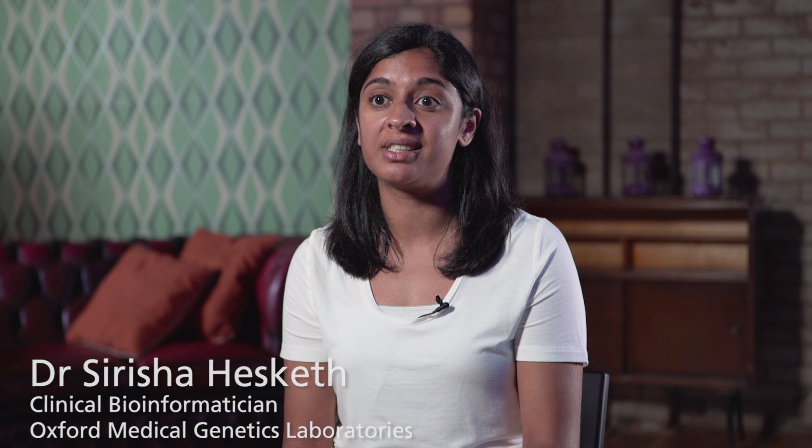 Dr Sirisha Hesketh
Clinical Bioinformatician
Oxford Medical Genetics Laboratories